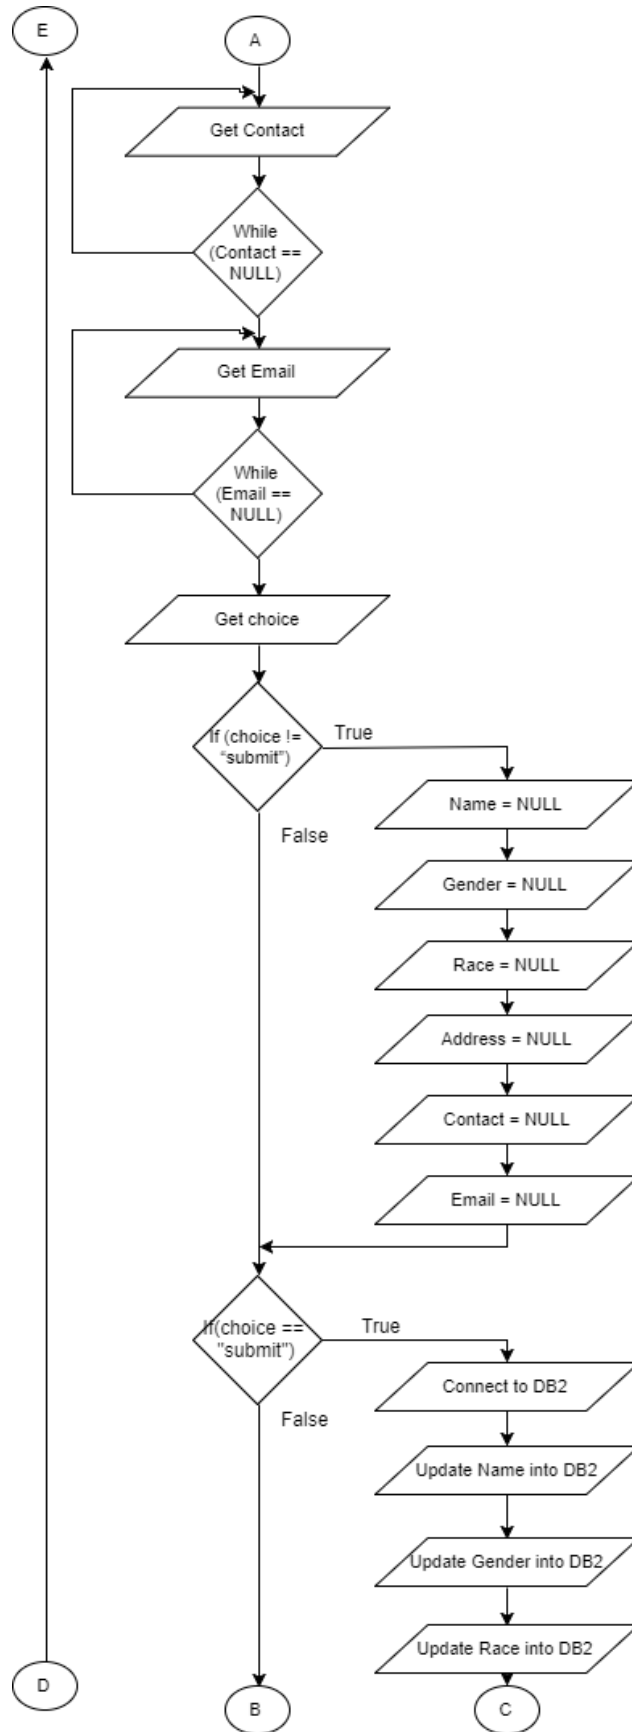 E
A
Get Contact
While
(Contact ==
NULL)
Get Email
While
(Email ==
NULL)
Get choice
If (choice !=
“submit”)
True
False
Name = NULL
Gender = NULL
Race = NULL
Address = NULL
Contact = NULL
Email = NULL
If(choice ==
"submit")
True
False
Connect to DB2
Update Name into DB2
Update Gender into DB2
Update Race into DB2
D
B
C